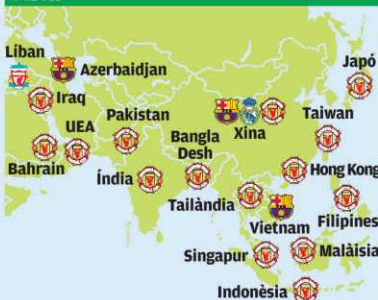 Líban
Azerbaidjan
Japó
Iraq
UEA
Pakistan
Bangla
Desh
Xina
Taiwan
Bahrain
Índia
Hong Kong
Tailàndia
Vietnam
Filipines
Singapur
Malàisia
Indonèsia